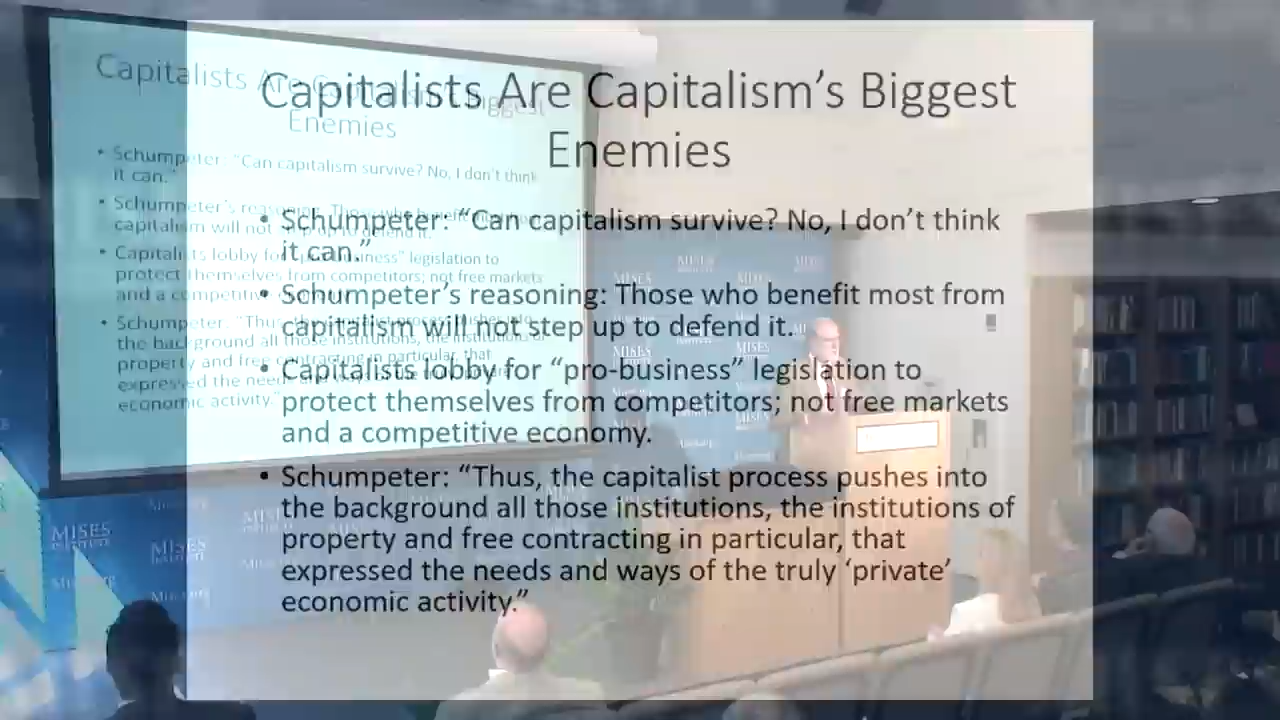 Capitalists Are Capitalism’s Biggest
Enemies
• Schumpeter: “Can capitalism survive? No, I don’t think
it can.”
• Schumpeter’s reasoning: Those who benefit most from
capitalism will not step up to defend it.
• Capitalists lobby for “pro-business” legislation to
protect themselves from competitors; not free markets
and a competitive economy.
• Schumpeter: “Thus, the capitalist process pushes into
the background all those institutions, the institutions of
property and free contracting in particular, that
expressed the needs and ways of the truly ‘private’
economic activity.”
MISES
INSTITUTE